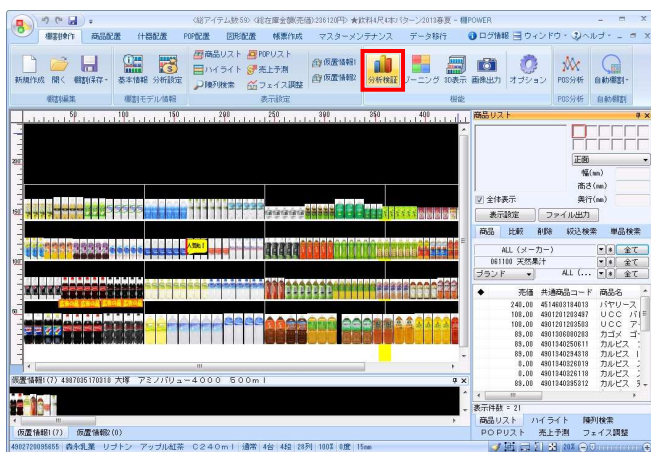 (総アイテム数:59) (総在庫金額(売価):236120円) ★飲料4尺4本パターン2013春夏 - 棚POWER
棚割操作 商品配置 什器配置 POP配置 図形配置 帳票作成 マスターメンテナンス データ移行 ログ情報 ウィンドウ ヘルプ
商品リスト POPリスト 仮置情報1
ハイライト 売上予測 仮置情報2
陳列検索 フェイス調整
新規作成 開く 棚割保存 基本情報 分析設定 分析検証 ゾーニング 3D表示 画像出力 オプション POS分析 自動棚割
棚割編集 棚割モデル/情報 表示設定 機能 POS分析 自動棚割
50 100 150 200 250 300 350 400
商品リスト
正面
幅(mm)
高さ(mm)
全体表示 奥行(mm)
表示設定 ファイル出力
商品 比較 削除 絞込検索 単品検索
ALL (メーカー) 全て
061100 天然果汁 全て
ブランド ALL (... 全て
売価 共通商品コード 商品名
240.00 4514603184013 バヤリース
108.00 4901201203497 UCC
108.00 4901201203503 UCC ア
89.00 4901306080283 カゴメ
89.00 4901340250611 カルピス
89.00 4901340294318 カルピス
0.00 4901340326019 カルピス
0.00 4901340326118 カルピス
89.00 4901340395312 カルピス
表示件数 = 21
商品リスト ハイライト 陳列検索
POPリスト 売上予測 フェイス調整
仮置情報1(7) 4987035170310 大塚 アミノバリュー4000 500ml
仮置情報1(7) 仮置情報2(0)
4902720095655 森永乳業 リプトン アップル紅茶 C240ml 通常 4台 4段 28列 100% 0度 15mm 20%